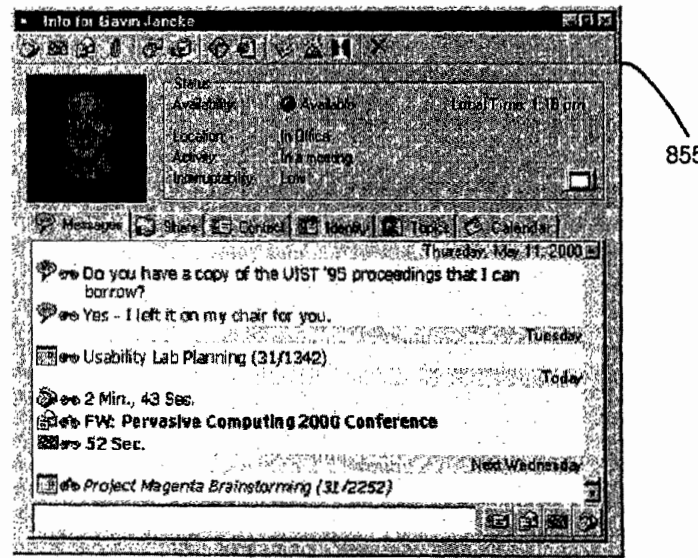 Info for Gavin Jancke
Status
Availability: Available Local Time: 1:18 pm
Location: In Office
Activity: In a meeting
Interruptability: Low
855
Messages Share Contact Identity Topics Calendar
Thursday, May 11, 2000
Do you have a copy of the UIST '95 proceedings that I can
borrow?
Yes - I left it on my chair for you.
Tuesday
Usability Lab Planning (31/1342)
Today
2 Min., 43 Sec.
FW: Pervasive Computing 2000 Conference
52 Sec.
Next Wednesday
Project Magenta Brainstorming (31/2252)